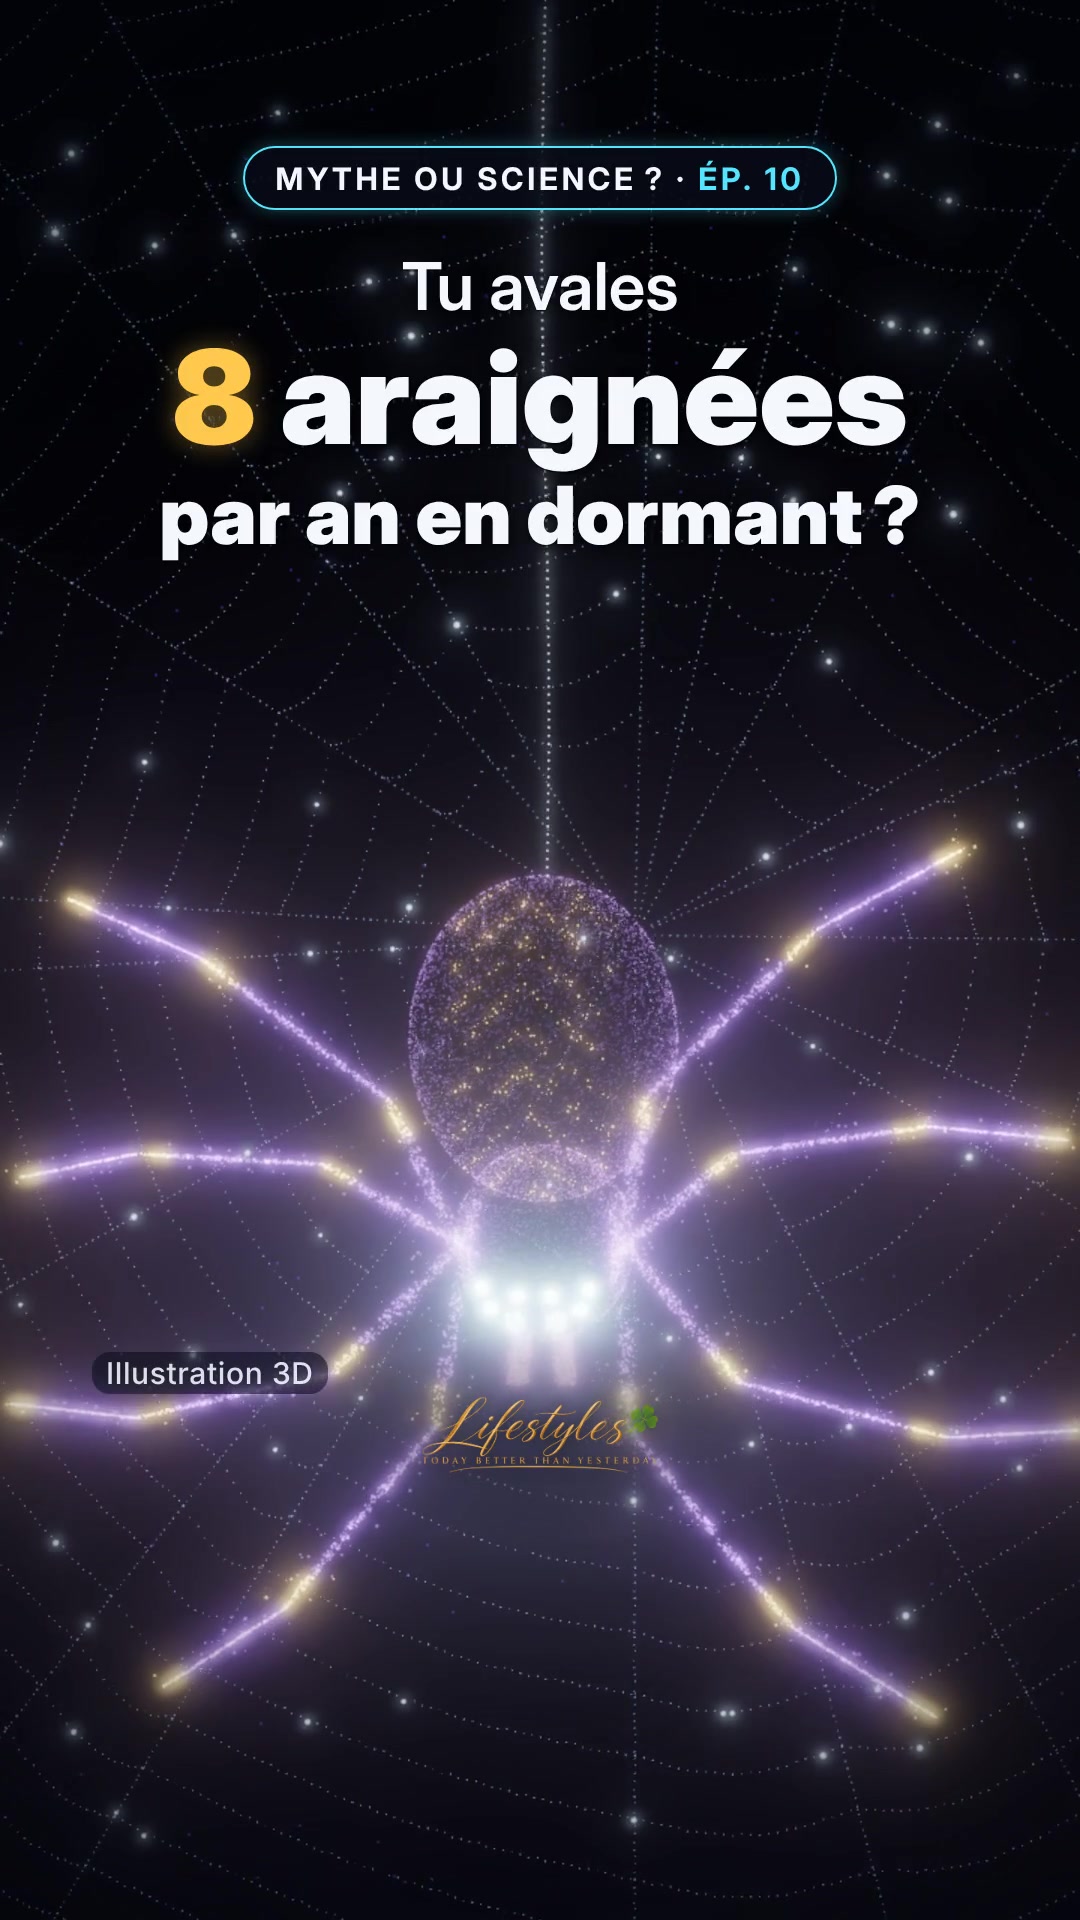 MYTHE OU SCIENCE ? · ÉP. 10
Tu avales
8 araignées
par an en dormant ?
Illustration 3D
Lifestyles
TODAY BETTER THAN YESTERDAY